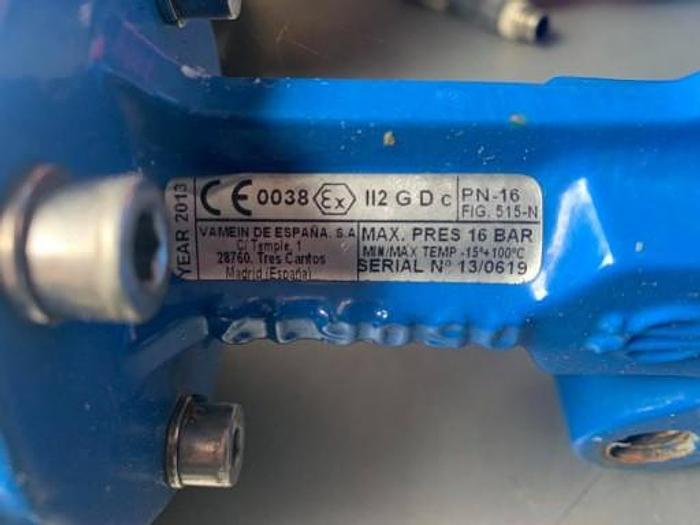 YEAR 2013
CE 0038 Ex II2 G D c
PN-16
FIG. 515-N
VAMEIN DE ESPAÑA. S.A
C/ Temple, 1
28760. Tres Cantos
Madrid (España)
MAX. PRES 16 BAR
MIN/MAX TEMP -15º+100ºC
SERIAL Nº 13/0619